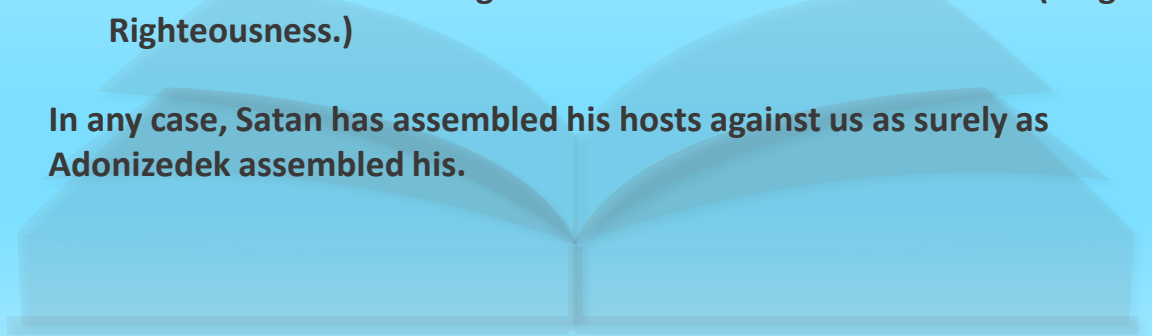 Righteousness.)
In any case, Satan has assembled his hosts against us as surely as
Adonizedek assembled his.